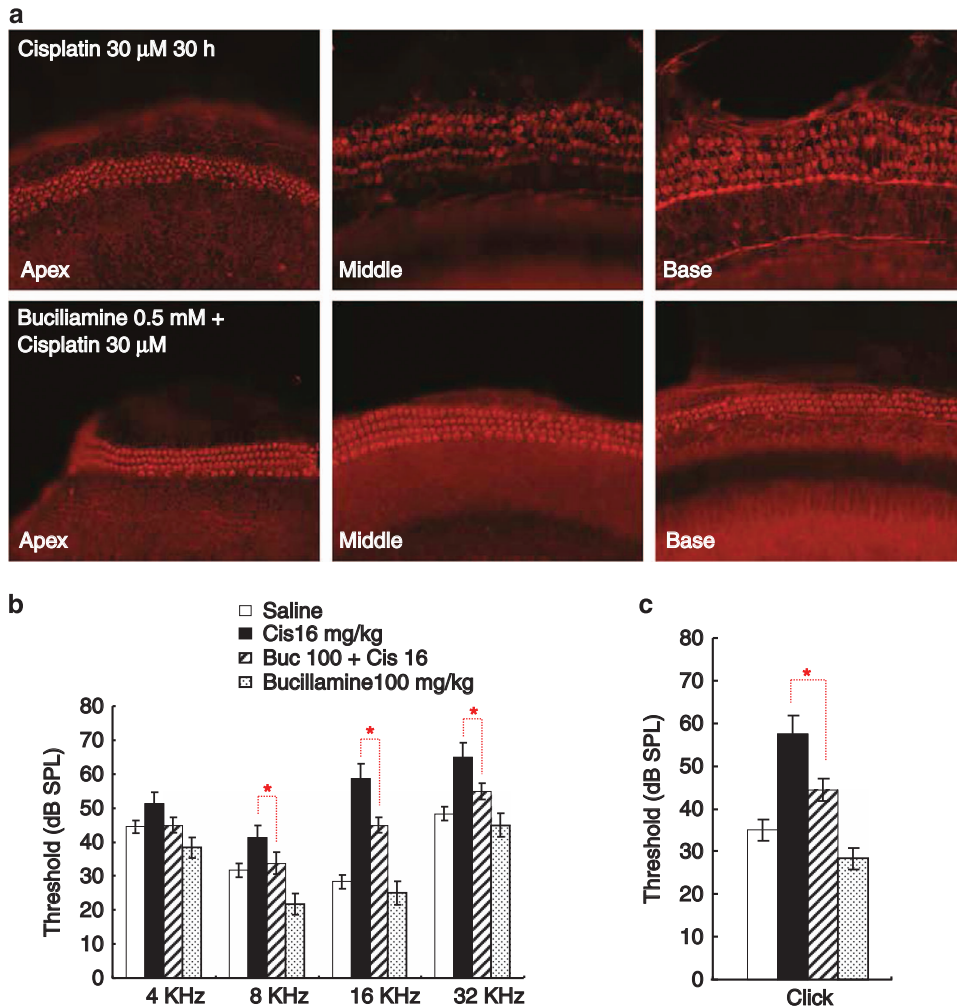 a
Cisplatin 30 μM 30 h
Apex
Middle
Base
Buciliamine 0.5 mM +
Cisplatin 30 μM
Apex
Middle
Base
b
Saline
Cis16 mg/kg
Buc 100 + Cis 16
Bucillamine100 mg/kg
Threshold (dB SPL)
80
70
60
50
40
30
20
10
0
*
*
*
4 KHz
8 KHz
16 KHz
32 KHz
c
Threshold (dB SPL)
80
70
60
50
40
30
20
10
0
*
Click